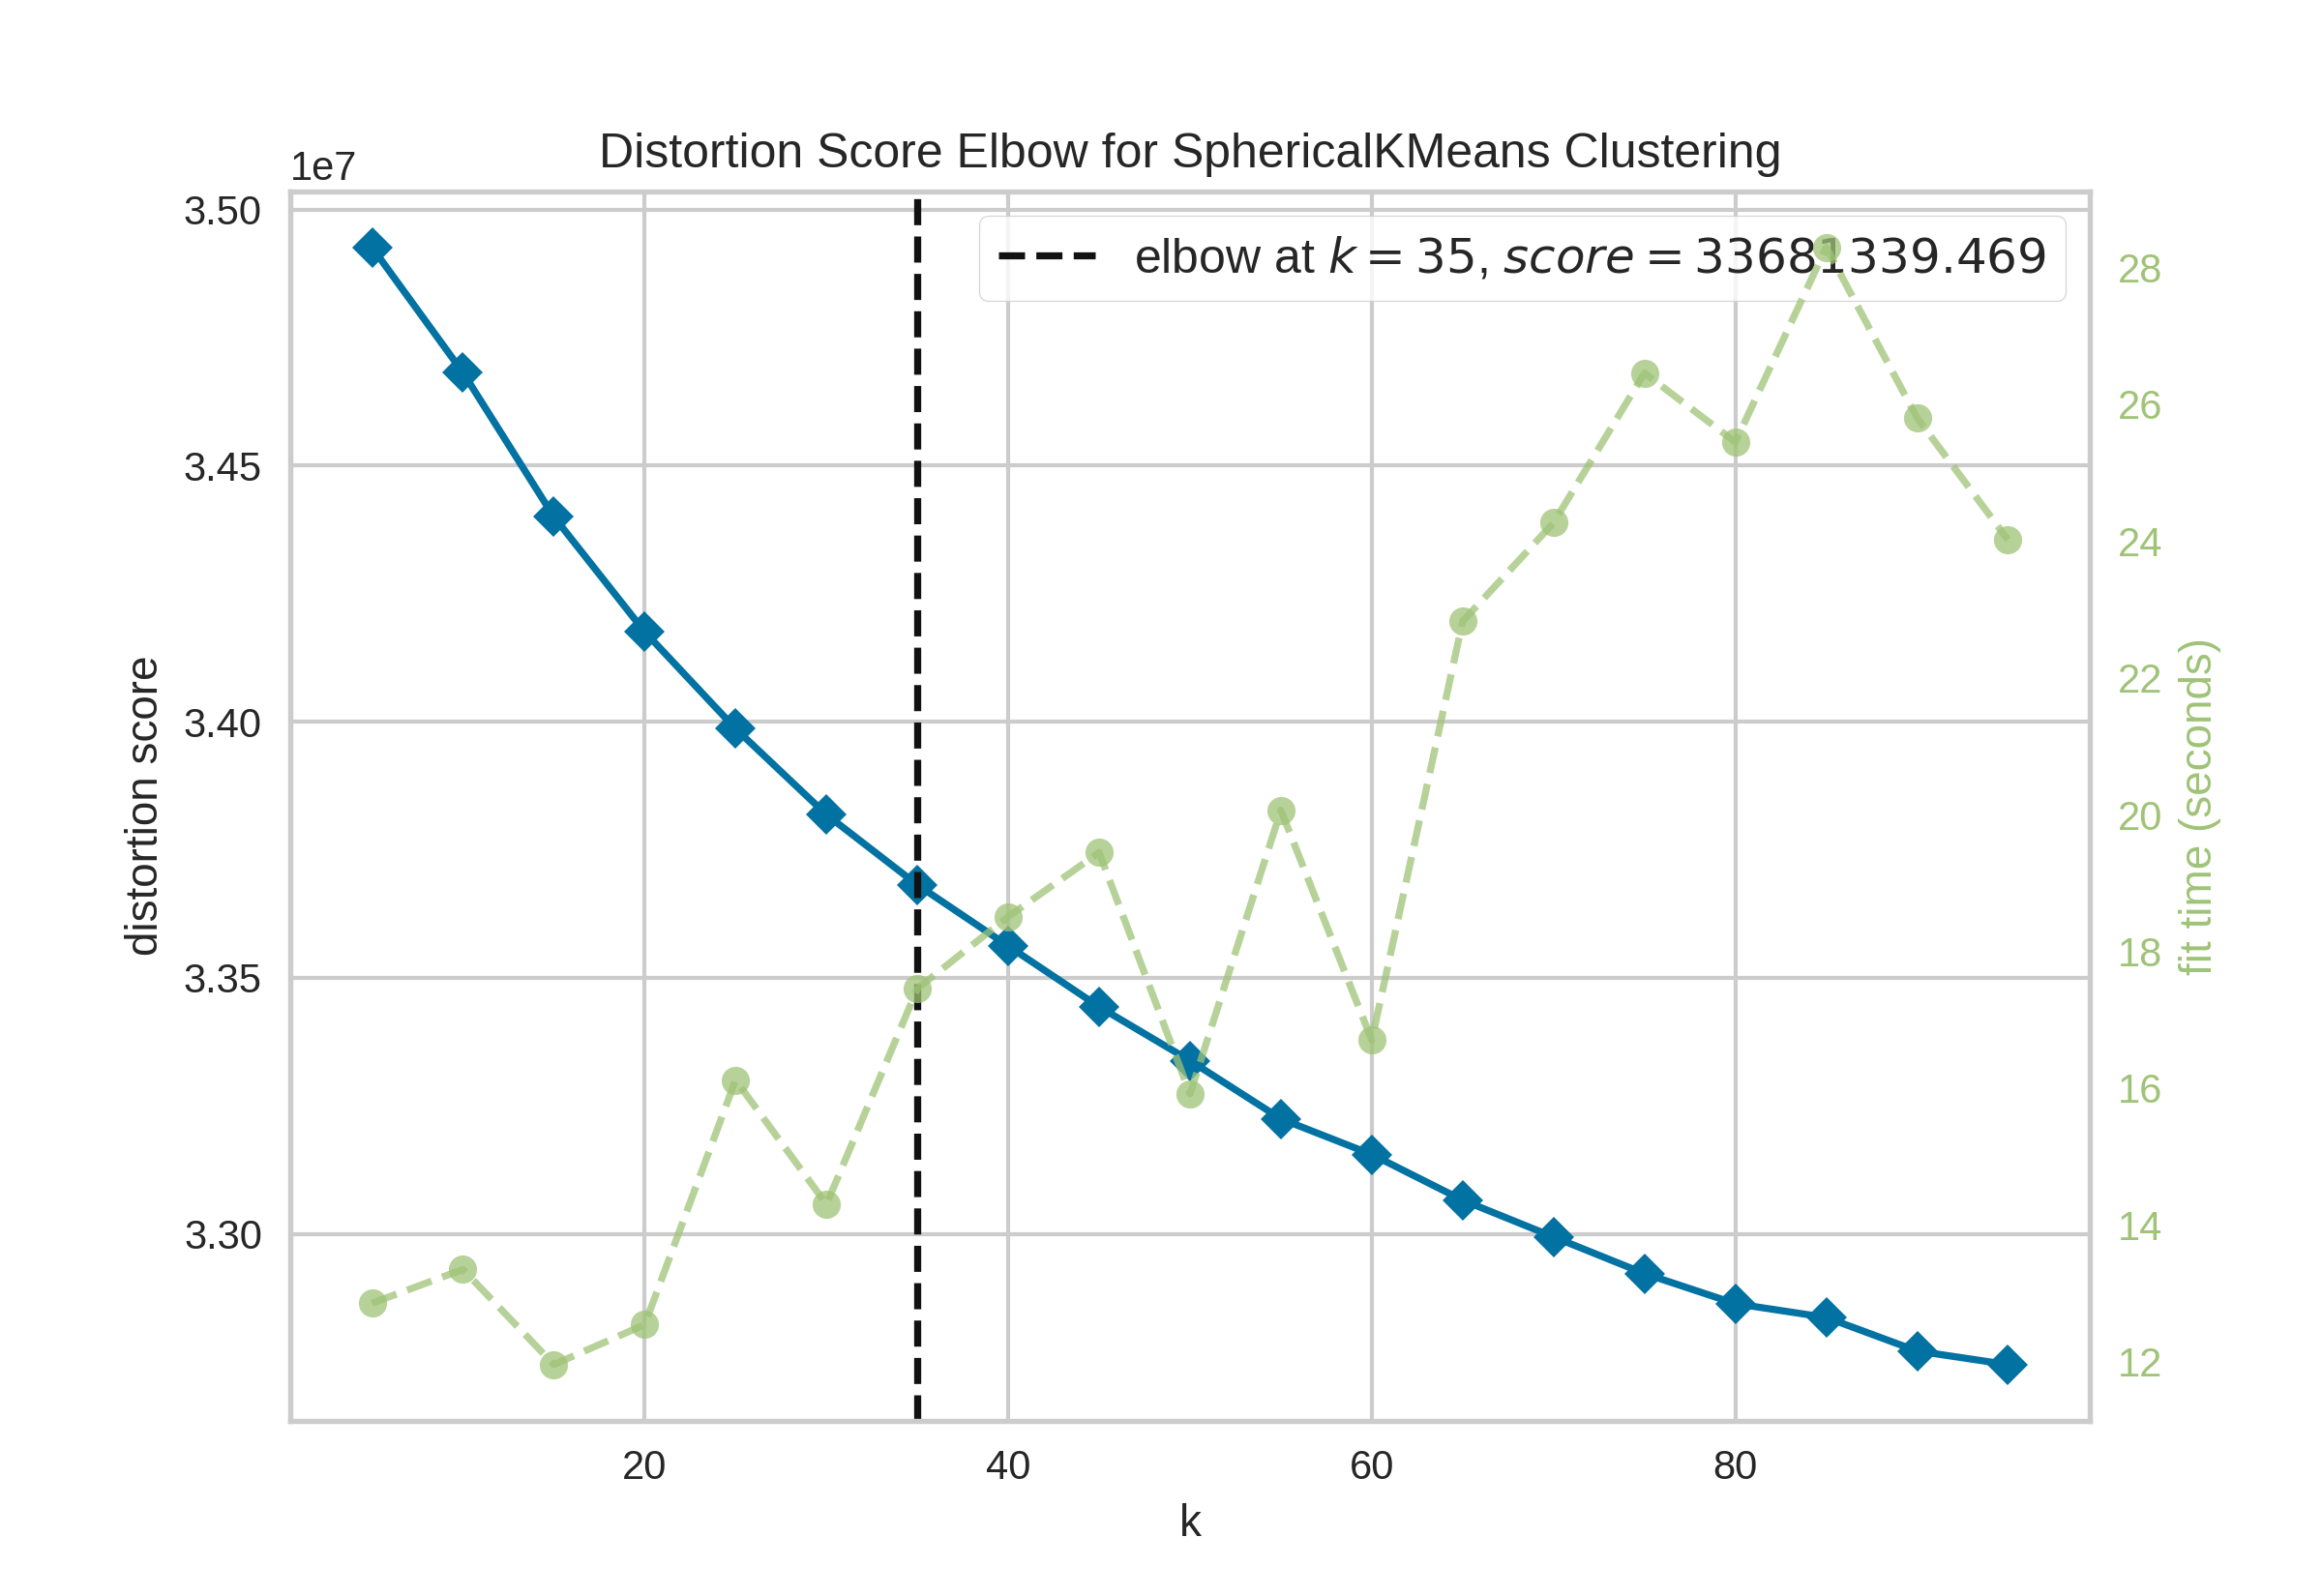 Distortion Score Elbow for SphericalKMeans Clustering
1e7
elbow at k = 35, score = 33681339.469
3.50
3.45
3.40
3.35
3.30
distortion score
28
26
24
22
20
18
16
14
12
fit time (seconds)
20 40 60 80
k